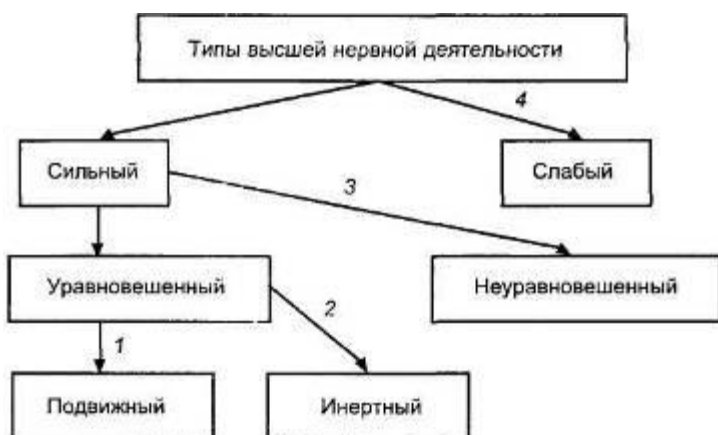 Типы высшей нервной деятельности
4
Сильный
Слабый
3
Уравновешенный
Неуравновешенный
2
1
Подвижный
Инертный